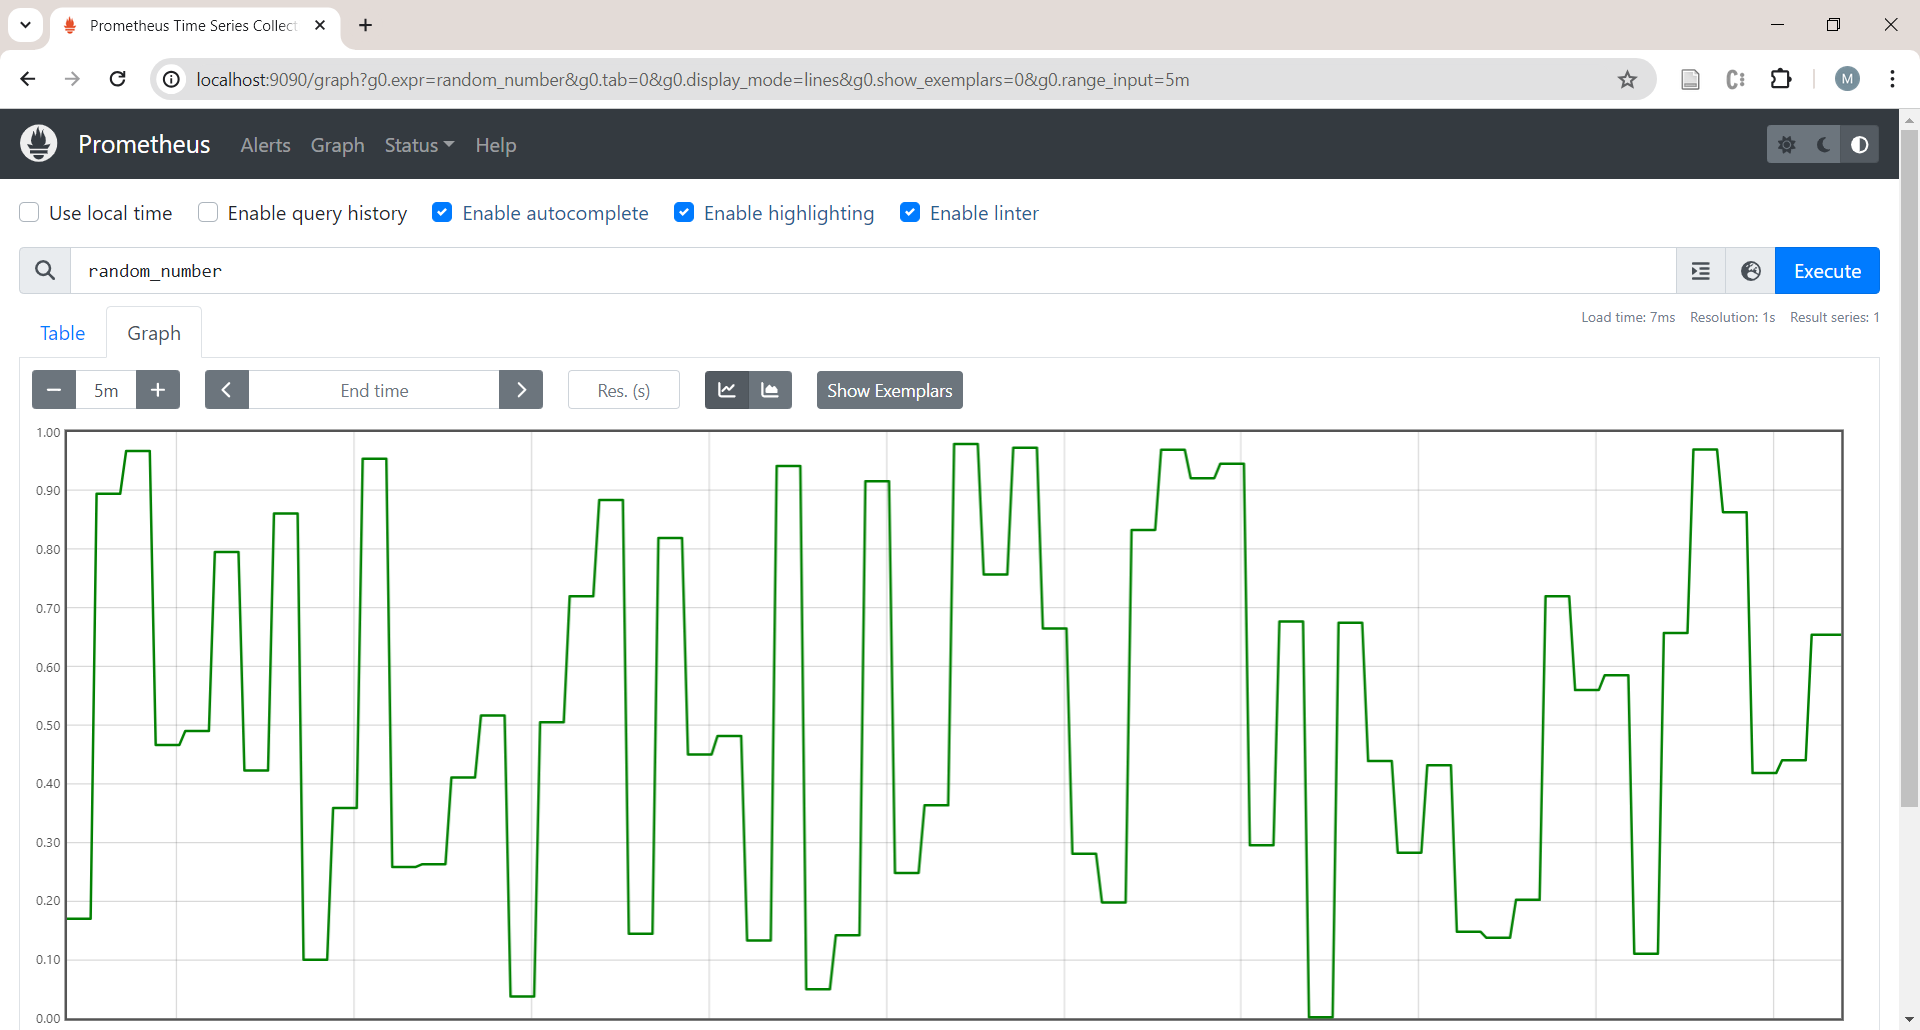 Prometheus Time Series Collect
localhost:9090/graph?g0.expr=random_number&g0.tab=0&g0.display_mode=lines&g0.show_exemplars=0&g0.range_input=5m
M
Prometheus Alerts Graph Status Help
Use local time Enable query history Enable autocomplete Enable highlighting Enable linter
random_number Execute
Load time: 7ms Resolution: 1s Result series: 1
Table Graph
5m End time Res. (s) Show Exemplars
1.00
0.90
0.80
0.70
0.60
0.50
0.40
0.30
0.20
0.10
0.00